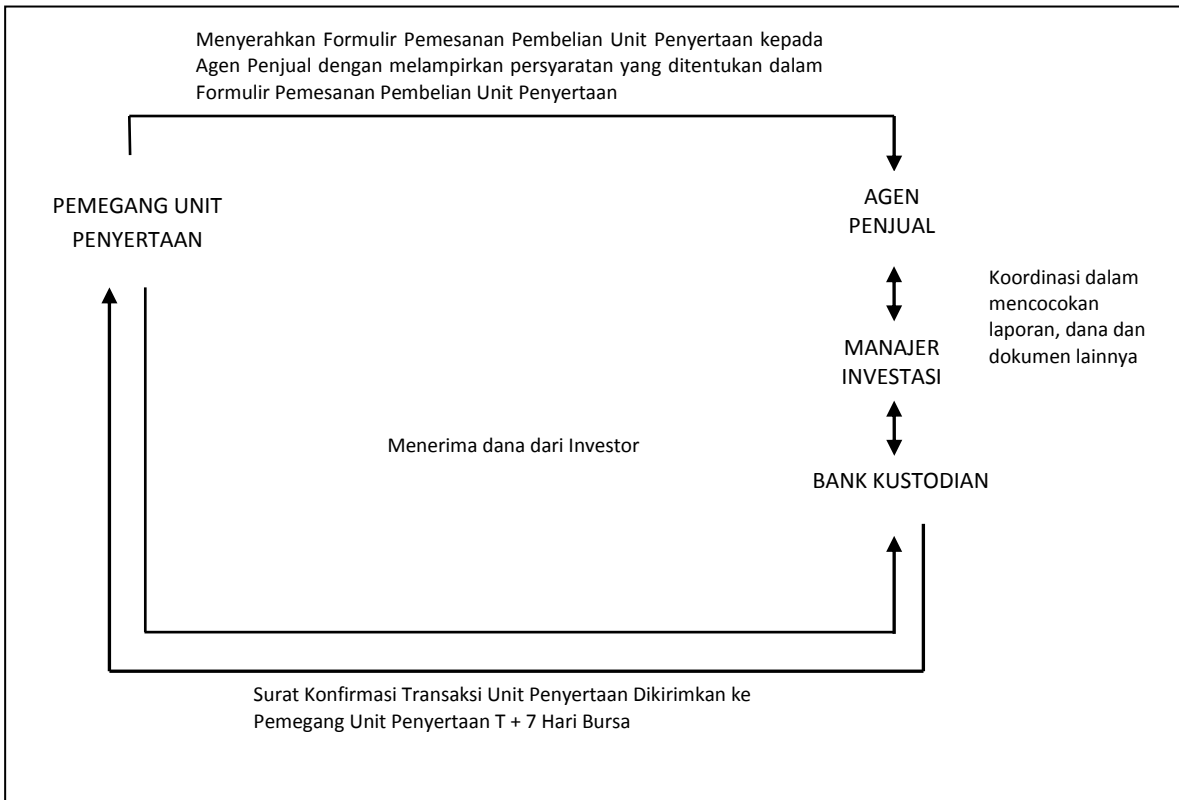 Menyerahkan Formulir Pemesanan Pembelian Unit Penyertaan kepada
Agen Penjual dengan melampirkan persyaratan yang ditentukan dalam
Formulir Pemesanan Pembelian Unit Penyertaan
PEMEGANG UNIT
PENYERTAAN
AGEN
PENJUAL
Koordinasi dalam
mencocokan
laporan, dana dan
dokumen lainnya
MANAJER
INVESTASI
Menerima dana dari Investor
BANK KUSTODIAN
Surat Konfirmasi Transaksi Unit Penyertaan Dikirimkan ke
Pemegang Unit Penyertaan T + 7 Hari Bursa